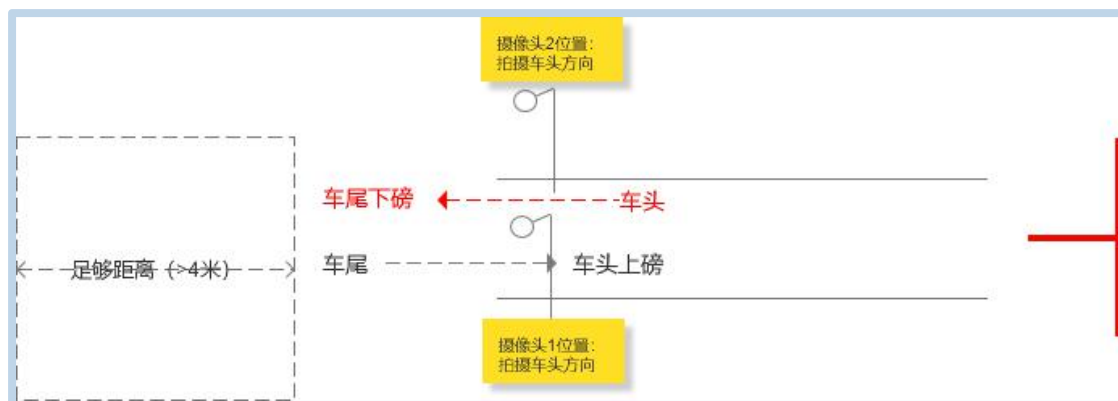 摄像头2位置：
拍摄车头方向
车尾下磅
车头
足够距离（>4米）
车尾
车头上磅
摄像头1位置：
拍摄车头方向